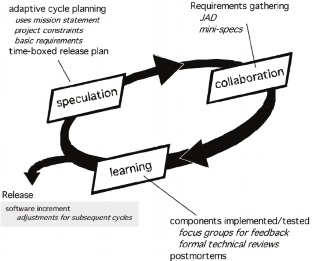 adaptive cycle planning
uses mission statement
project constraints
basic requirements
time-boxed release plan
Requirements gathering
JAD
mini-specs
speculation
collaboration
learning
Release
software increment
adjustments for subsequent cycles
components implemented/tested
focus groups for feedback
formal technical reviews
postmortems